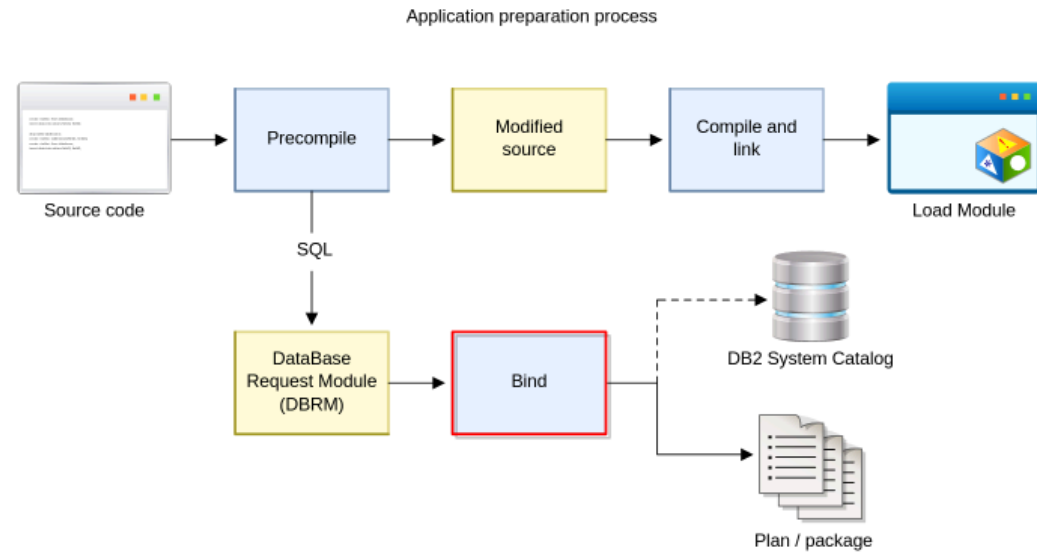 Application preparation process
Source code
Precompile
Modified
source
Compile and
link
Load Module
SQL
DataBase
Request Module
(DBRM)
Bind
DB2 System Catalog
Plan / package